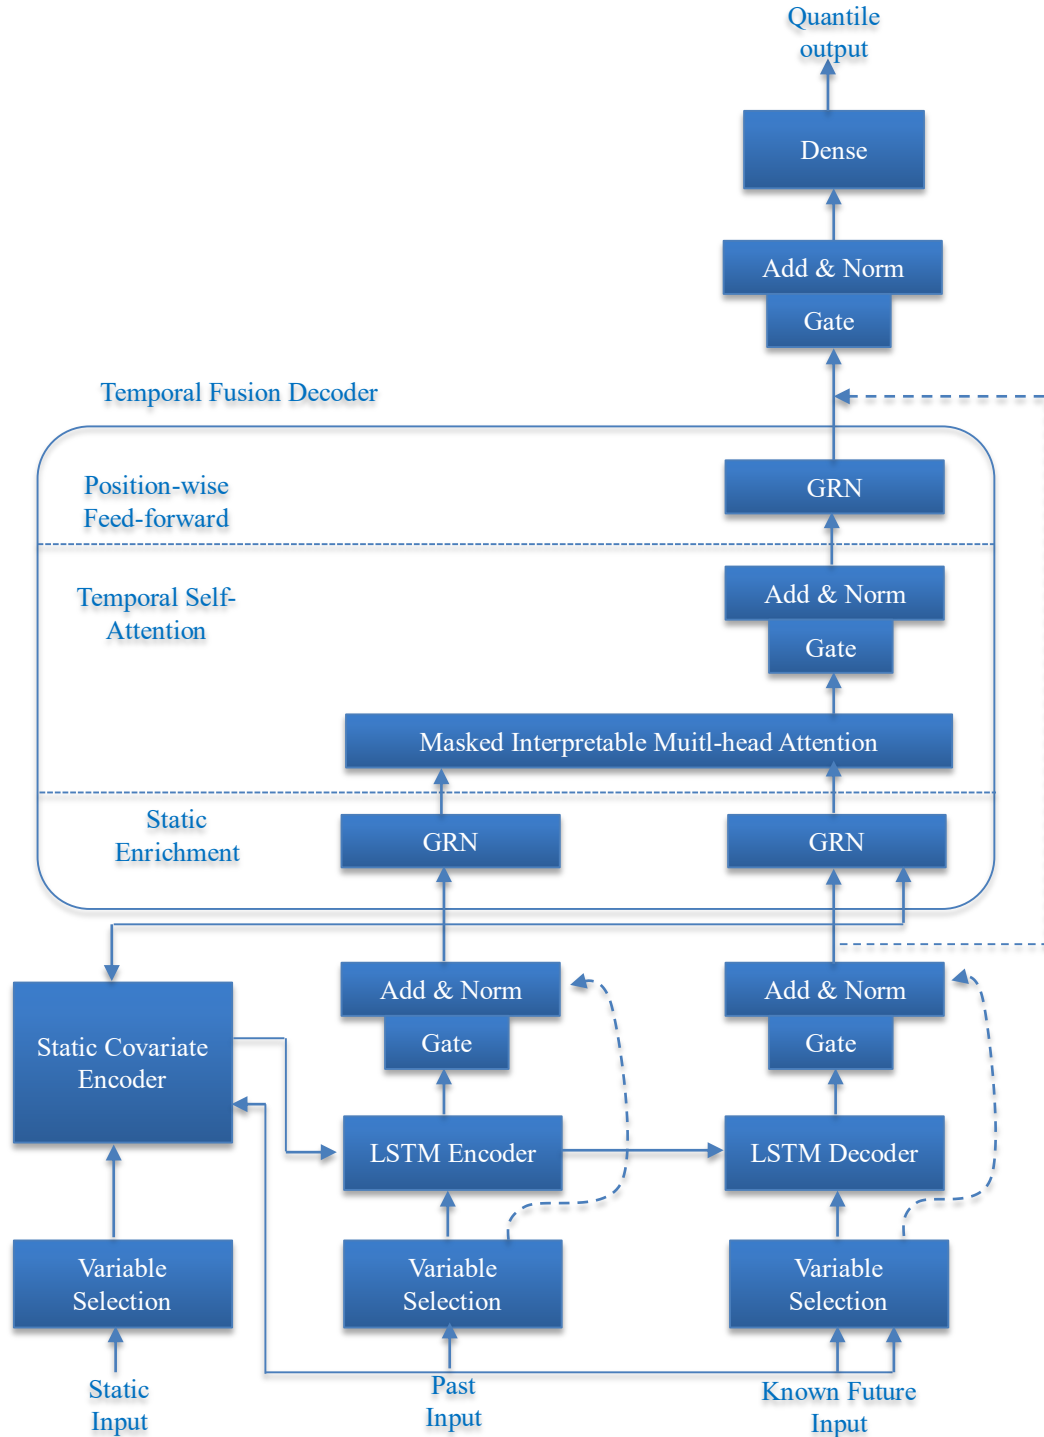 Quantile
output
Dense
Add & Norm
Gate
Temporal Fusion Decoder
Position-wise
Feed-forward
GRN
Temporal Self-
Attention
Add & Norm
Gate
Masked Interpretable Muitl-head Attention
Static
Enrichment
GRN
GRN
Static Covariate
Encoder
Add & Norm
Gate
Add & Norm
Gate
LSTM Encoder
LSTM Decoder
Variable
Selection
Variable
Selection
Variable
Selection
Static
Input
Past
Input
Known Future
Input